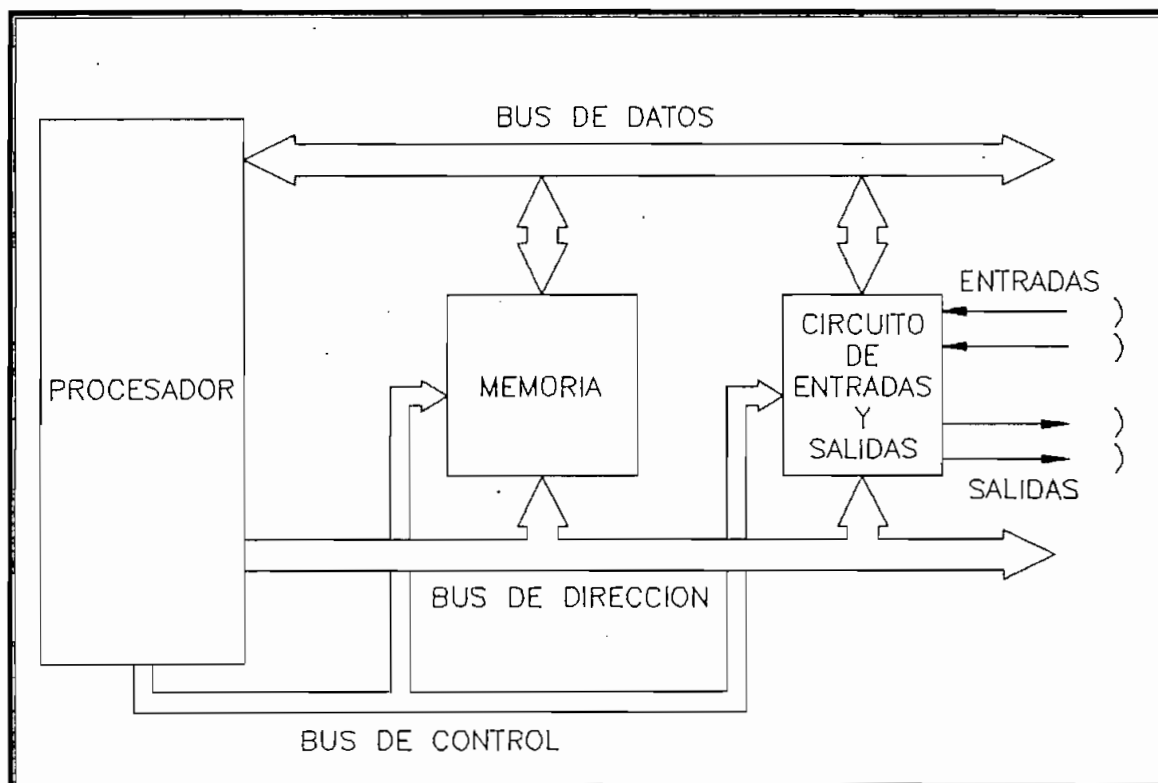 BUS DE DATOS
PROCESADOR
MEMORIA
CIRCUITO
DE
ENTRADAS
Y
SALIDAS
ENTRADAS
SALIDAS
BUS DE DIRECCION
BUS DE CONTROL